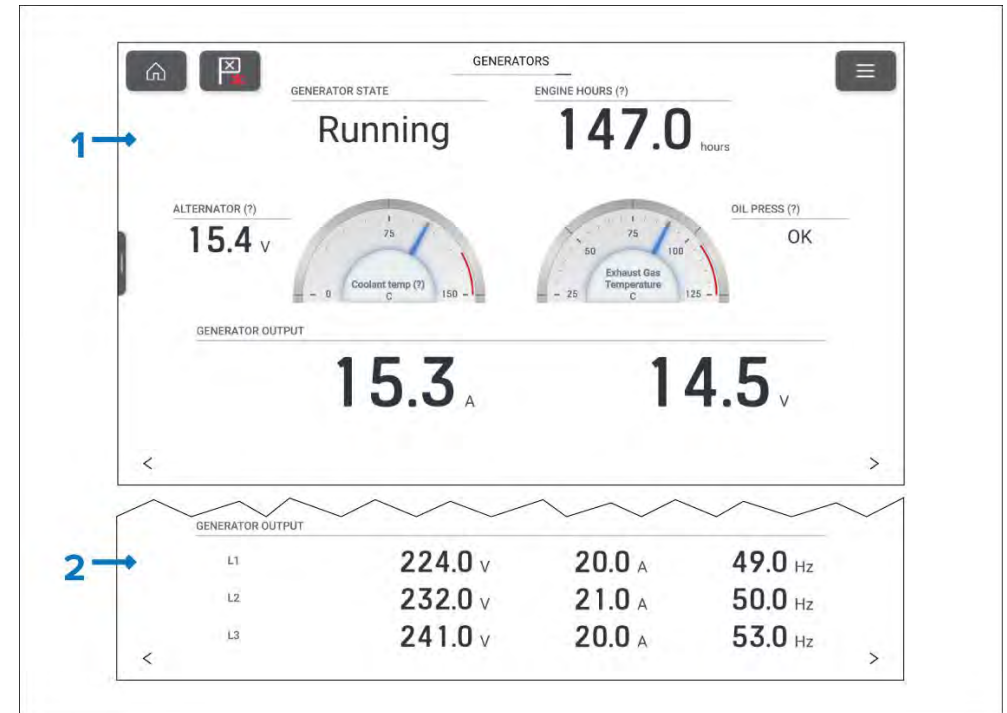 GENERATORS
GENERATOR STATE ENGINE HOURS (?)
1
Running 147.0 hours
ALTERNATOR (?) OIL PRESS (?)
15.4 V OK
75
0 150
Coolant temp (?)
C
75
50 100
25 125
Exhaust Gas
Temperature
C
GENERATOR OUTPUT
15.3 A 14.5 V
< >
GENERATOR OUTPUT
2
L1 224.0 V 20.0 A 49.0 Hz
L2 232.0 V 21.0 A 50.0 Hz
L3 241.0 V 20.0 A 53.0 Hz
< >